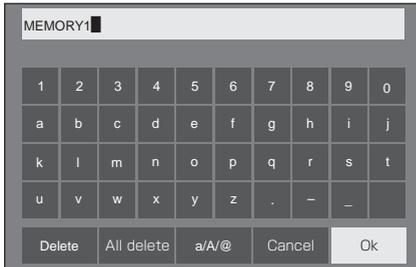 MEMORY1
1 2 3 4 5 6 7 8 9 0
a b c d e f g h i j
k l m n o p q r s t
u v w x y z . – _
Delete All delete a/A/@ Cancel Ok